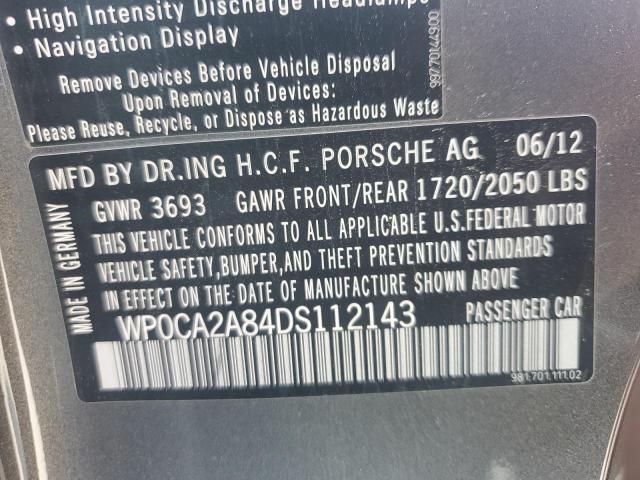 • High Intensity Discharge Headlamps
• Navigation Display
Remove Devices Before Vehicle Disposal
Upon Removal of Devices:
Please Reuse, Recycle, or Dispose as Hazardous Waste
99770144900
MFD BY DR.ING H.C.F. PORSCHE AG 06/12
GVWR 3693 GAWR FRONT/REAR 1720/2050 LBS
THIS VEHICLE CONFORMS TO ALL APPLICABLE U.S.FEDERAL MOTOR
VEHICLE SAFETY,BUMPER,AND THEFT PREVENTION STANDARDS
IN EFFECT ON THE DATE OF MANUFACTURE SHOWN ABOVE
WP0CA2A84DS112143 PASSENGER CAR
MADE IN GERMANY
981.701.111.02